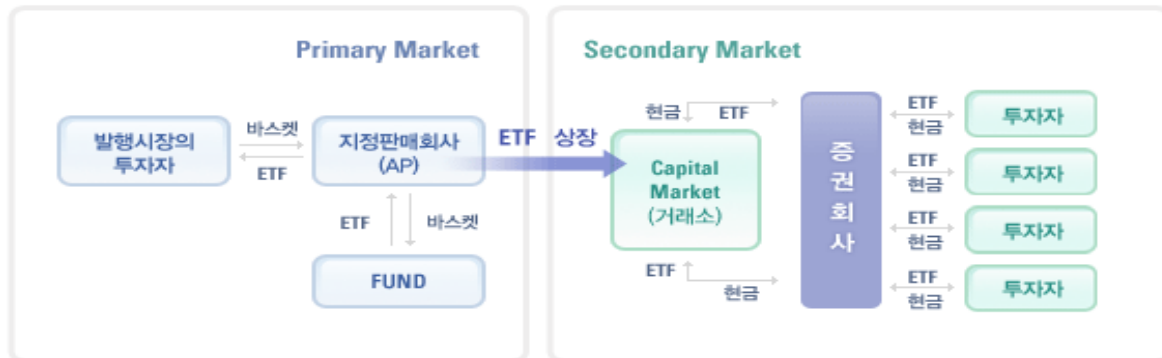 Primary Market
발행시장의
투자자
바스켓
ETF
지정판매회사
(AP)
ETF
바스켓
FUND
ETF 상장
Secondary Market
현금
ETF
Capital
Market
(거래소)
ETF
현금
증
권
회
사
ETF
현금
투자자
ETF
현금
투자자
ETF
현금
투자자
ETF
현금
투자자